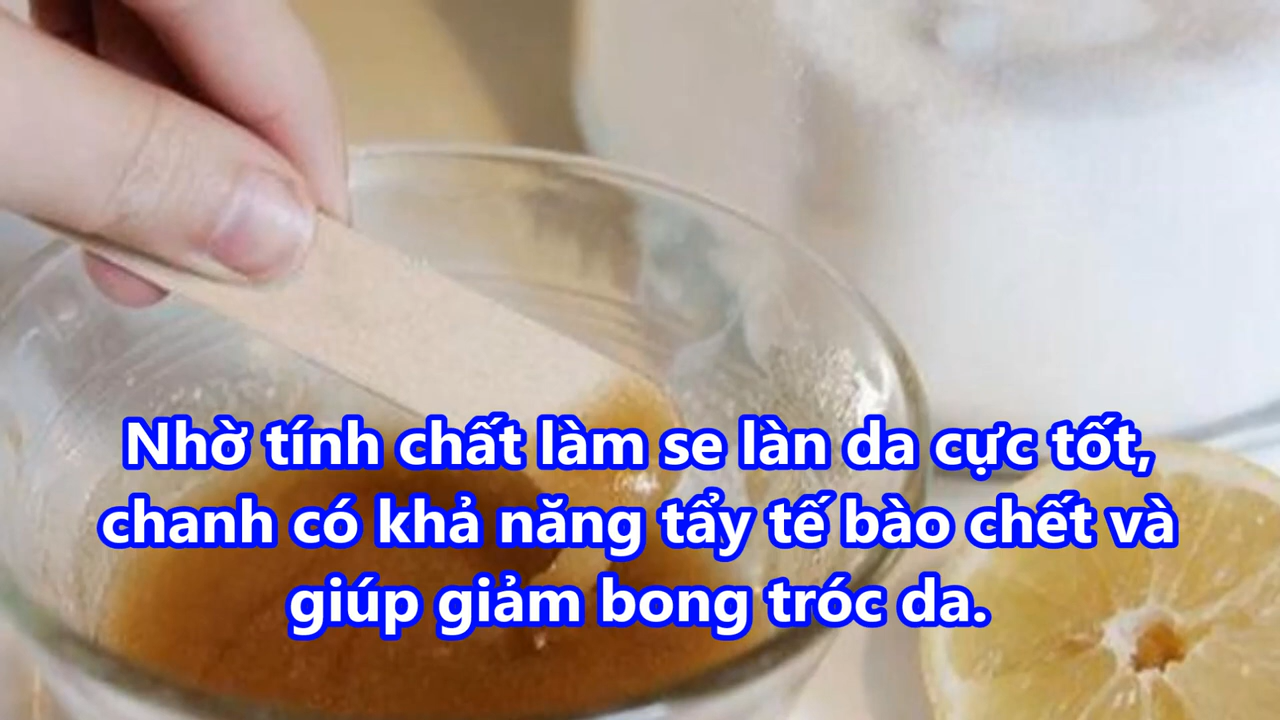 Nhờ tính chất làm se làn da cực tốt,
chanh có khả năng tẩy tế bào chết và
giúp giảm bong tróc da.